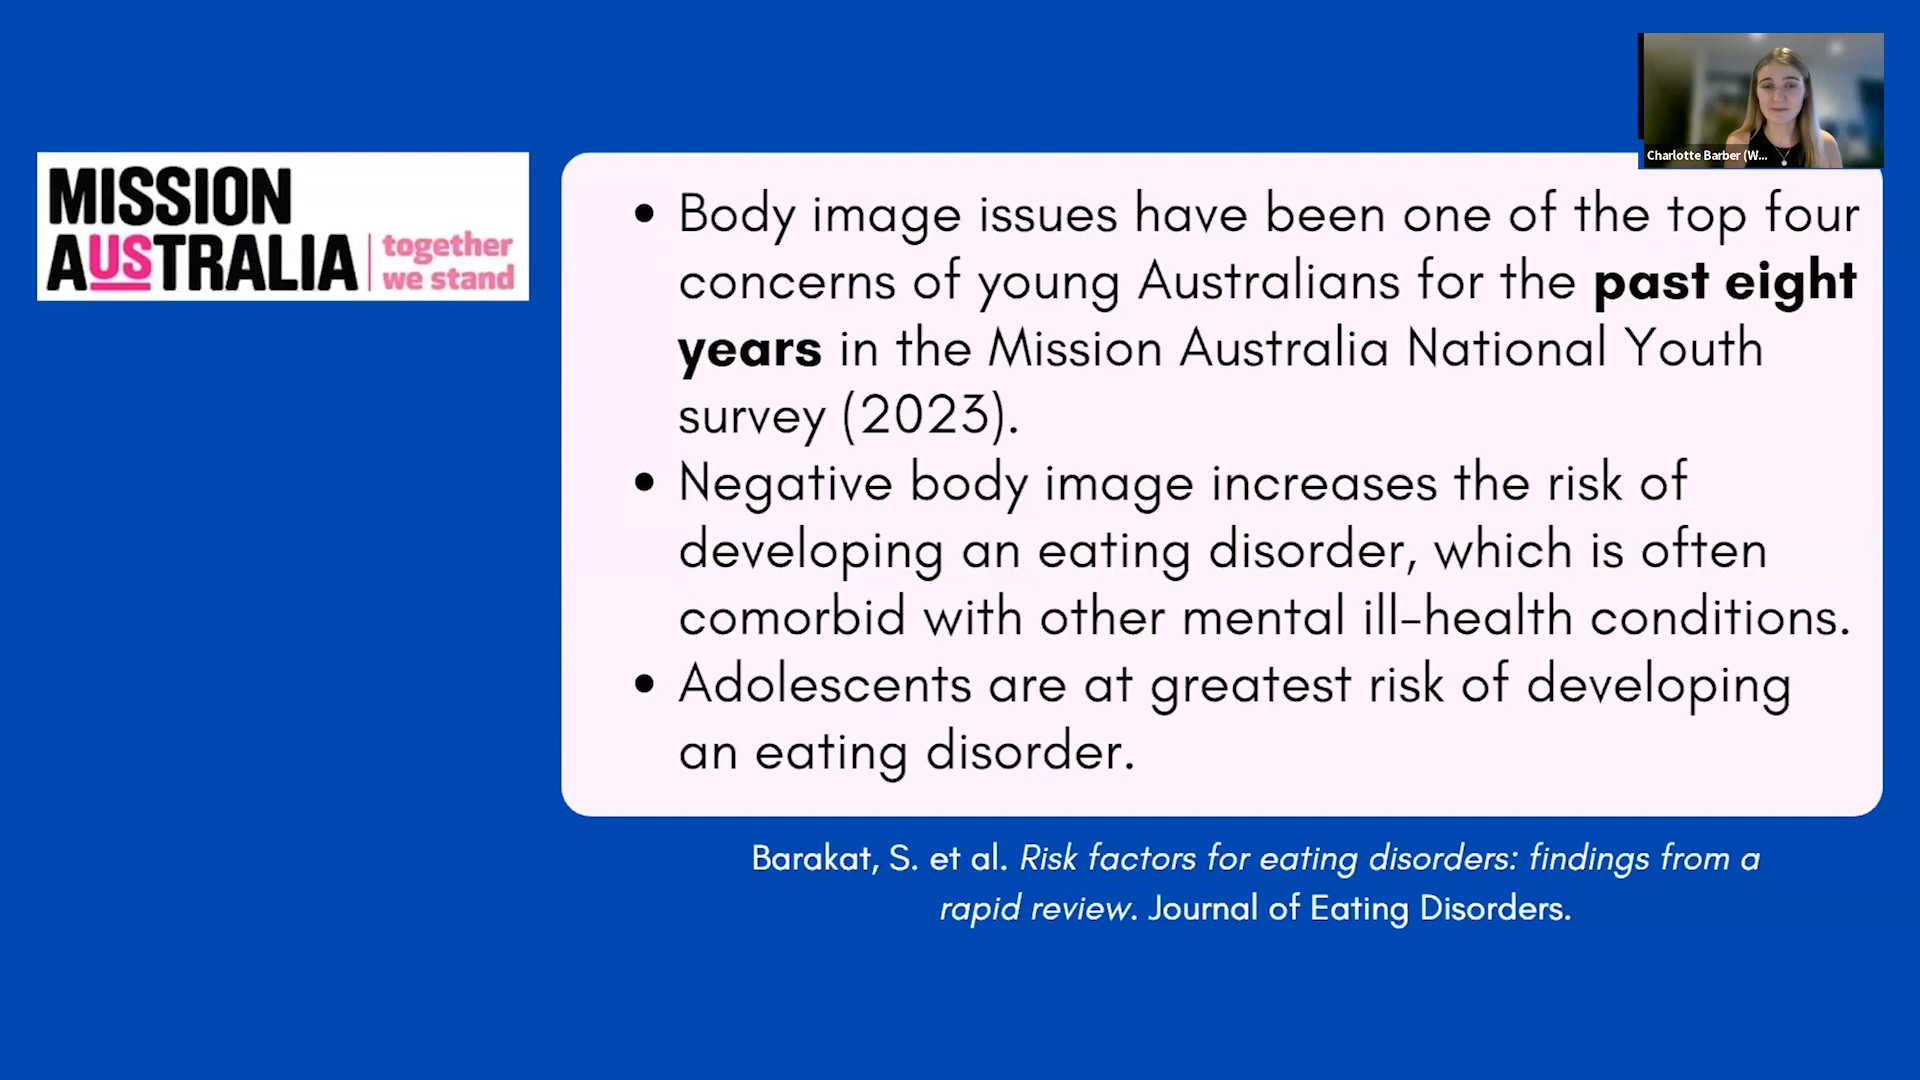 Charlotte Barber (W...
MISSION
AUSTRALIA
together
we stand
• Body image issues have been one of the top four
concerns of young Australians for the past eight
years in the Mission Australia National Youth
survey (2023).
• Negative body image increases the risk of
developing an eating disorder, which is often
comorbid with other mental ill-health conditions.
• Adolescents are at greatest risk of developing
an eating disorder.
Barakat, S. et al. Risk factors for eating disorders: findings from a
rapid review. Journal of Eating Disorders.